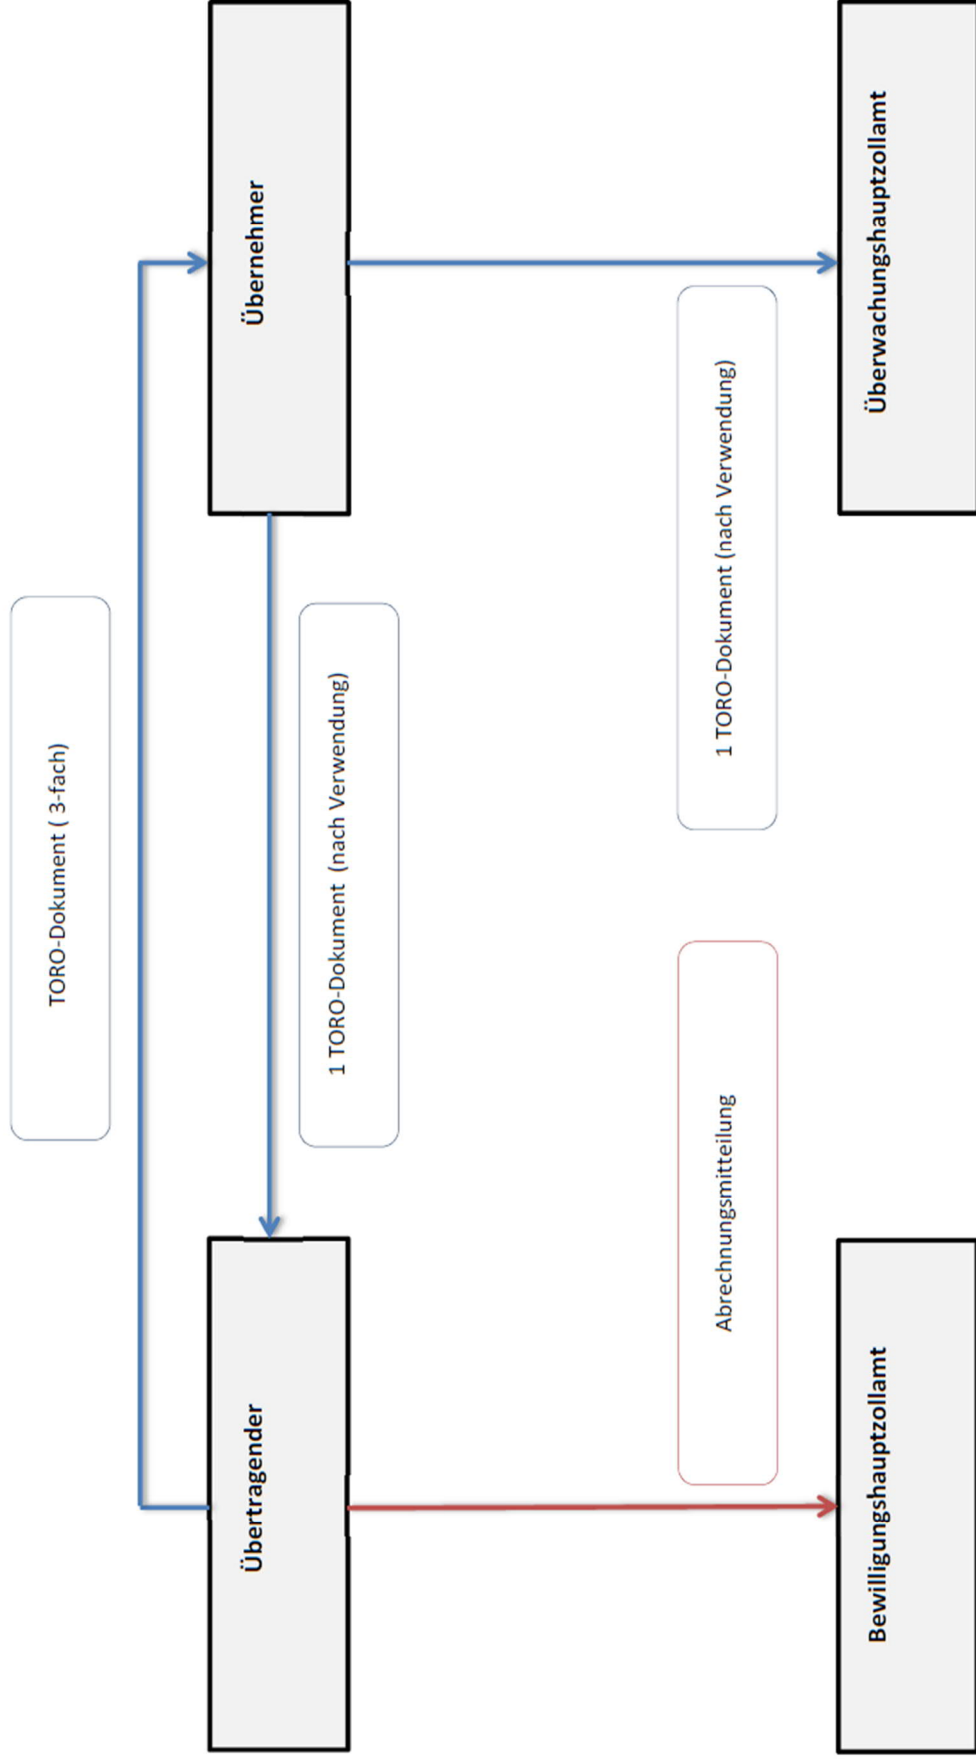 TORO-Dokument ( 3-fach)
Übertragender
Übernehmer
1 TORO-Dokument (nach Verwendung)
Abrechnungsmitteilung
1 TORO-Dokument (nach Verwendung)
Bewilligungshauptzollamt
Überwachungshauptzollamt